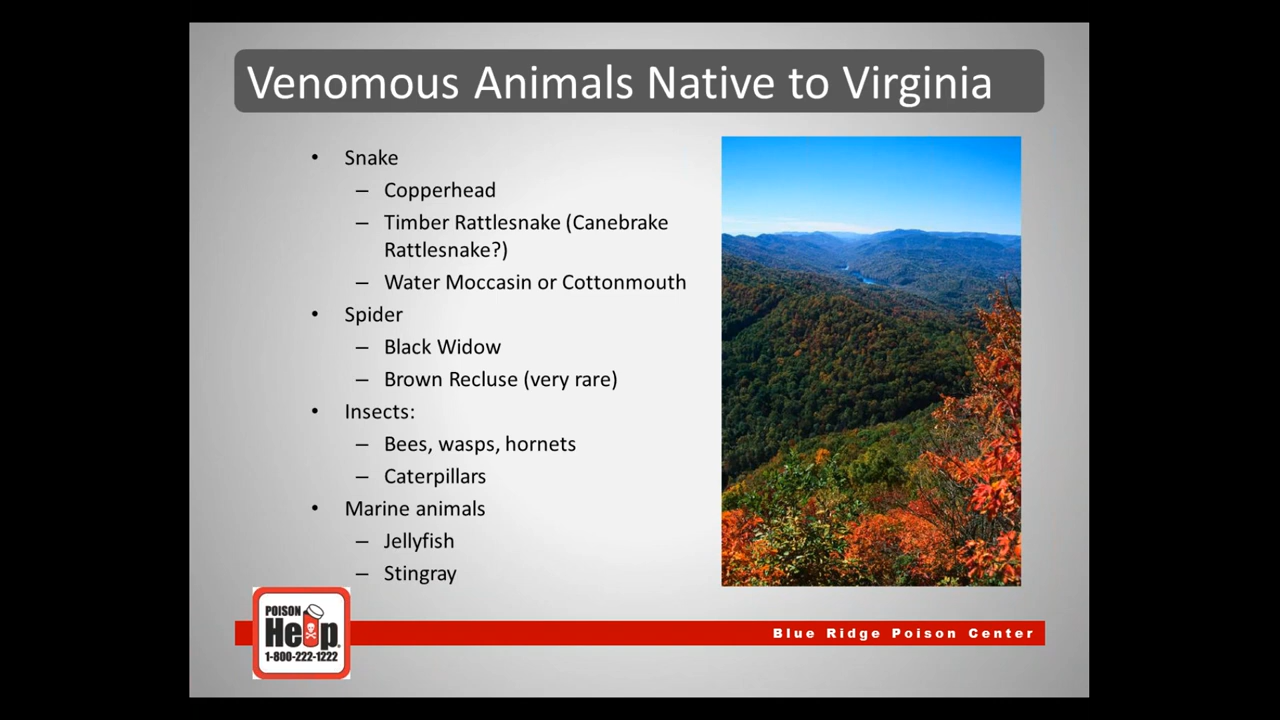 Venomous Animals Native to Virginia
• Snake
– Copperhead
– Timber Rattlesnake (Canebrake
Rattlesnake?)
– Water Moccasin or Cottonmouth
• Spider
– Black Widow
– Brown Recluse (very rare)
• Insects:
– Bees, wasps, hornets
– Caterpillars
• Marine animals
– Jellyfish
– Stingray
POISON
Help®
1-800-222-1222
Blue Ridge Poison Center